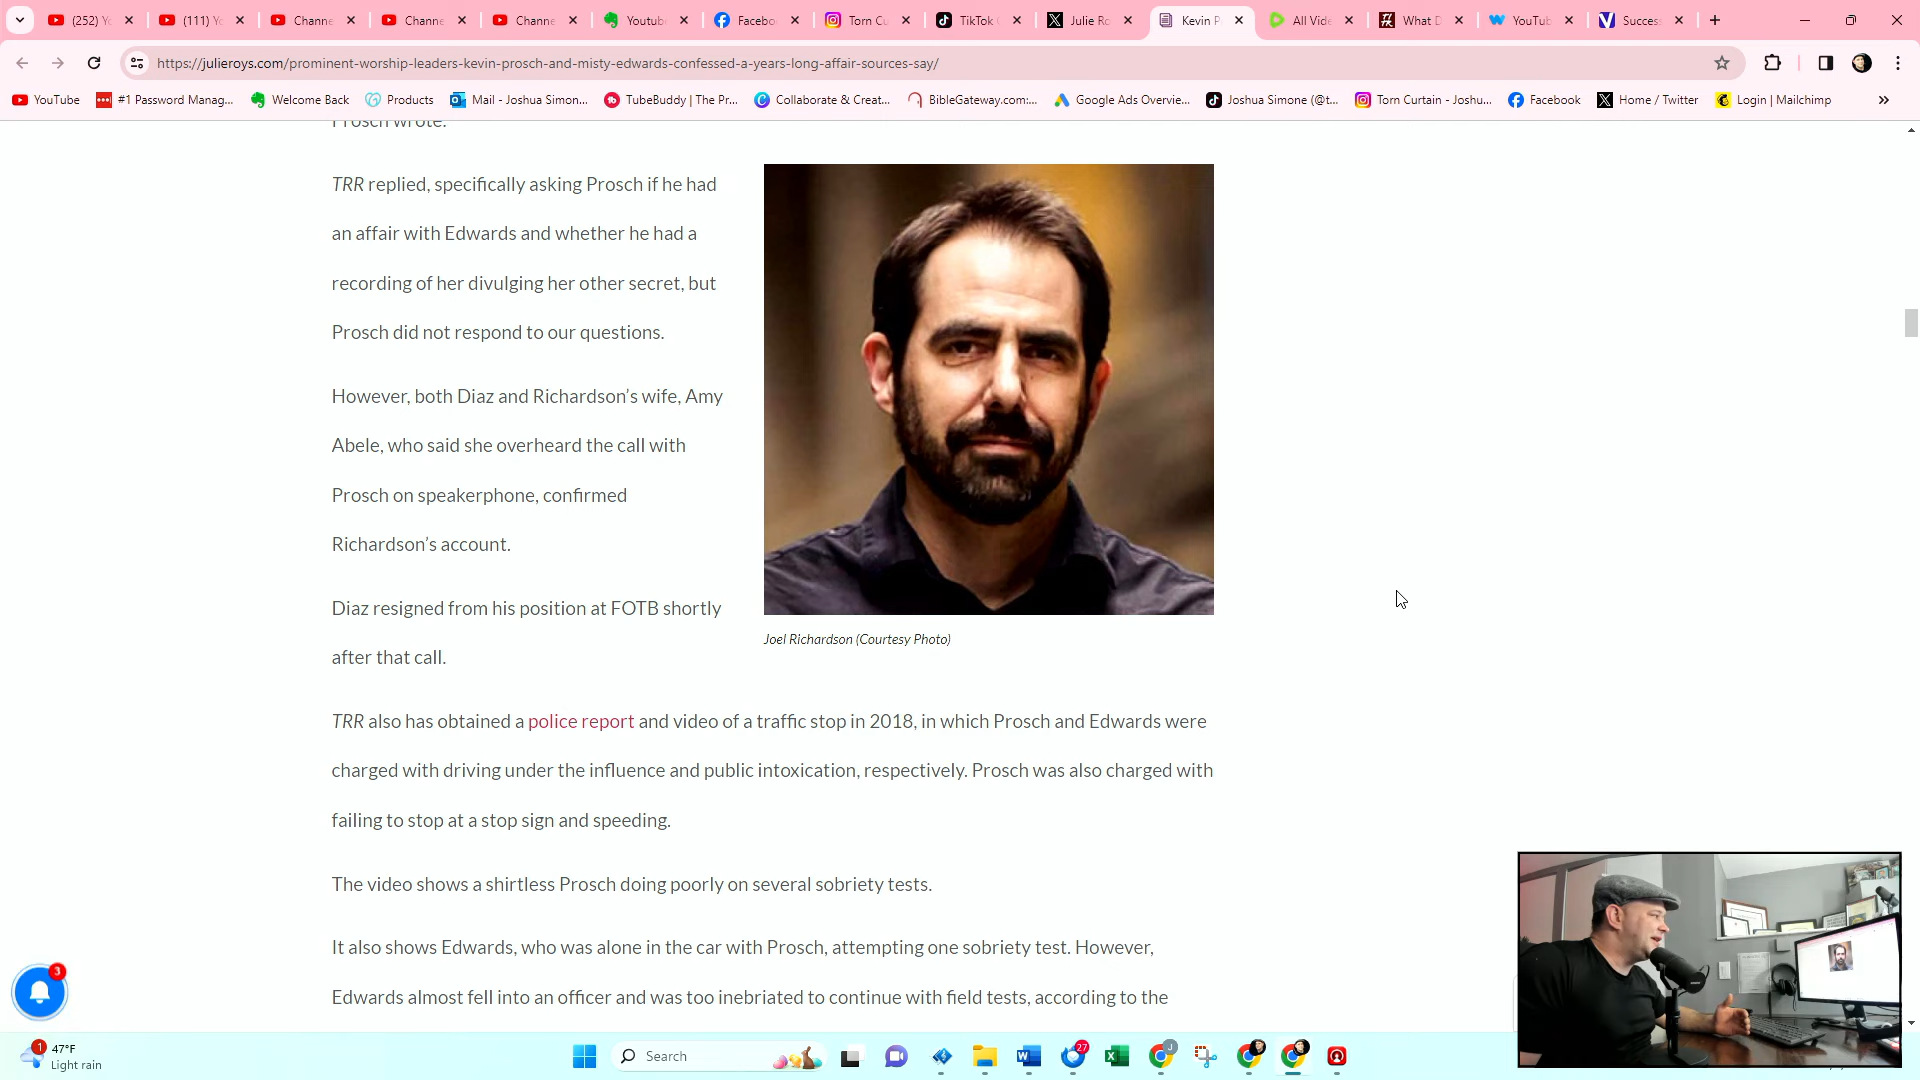 (252) Y
(111) Y
Channe
Channe
Channe
Youtub
Facebo
Torn Cu
TikTok
Julie Ro
Kevin P
All Vide
What D
YouTub
Succes
https://julieroys.com/prominent-worship-leaders-kevin-prosch-and-misty-edwards-confessed-a-years-long-affair-sources-say/
YouTube
#1 Password Manag...
Welcome Back
Products
Mail - Joshua Simon...
TubeBuddy | The Pr...
Collaborate & Creat...
BibleGateway.com:...
Google Ads Overvie...
Joshua Simone (@t...
Torn Curtain - Joshu...
Facebook
Home / Twitter
Login | Mailchimp
Prosch wrote.
TRR replied, specifically asking Prosch if he had
an affair with Edwards and whether he had a
recording of her divulging her other secret, but
Prosch did not respond to our questions.
However, both Diaz and Richardson’s wife, Amy
Abele, who said she overheard the call with
Prosch on speakerphone, confirmed
Richardson’s account.
Diaz resigned from his position at FOTB shortly
after that call.
Joel Richardson (Courtesy Photo)
TRR also has obtained a police report and video of a traffic stop in 2018, in which Prosch and Edwards were
charged with driving under the influence and public intoxication, respectively. Prosch was also charged with
failing to stop at a stop sign and speeding.
The video shows a shirtless Prosch doing poorly on several sobriety tests.
It also shows Edwards, who was alone in the car with Prosch, attempting one sobriety test. However,
Edwards almost fell into an officer and was too inebriated to continue with field tests, according to the
3
1
47°F
Light rain
Search
27
J